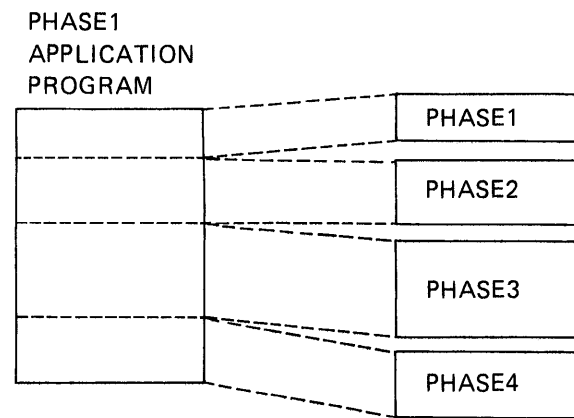 PHASE1
APPLICATION
PROGRAM
PHASE1
PHASE2
PHASE3
PHASE4